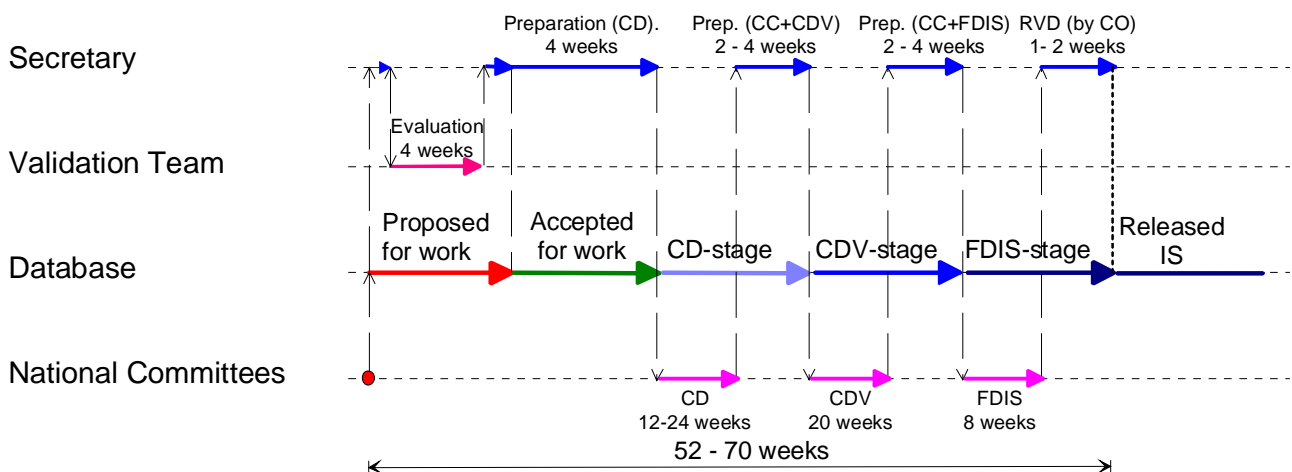 Preparation (CD).
4 weeks
Prep. (CC+CDV)
2 - 4 weeks
Prep. (CC+FDIS)
2 - 4 weeks
RVD (by CO)
1- 2 weeks
Secretary
Evaluation
4 weeks
Validation Team
Proposed
for work
Accepted
for work
CD-stage
CDV-stage
FDIS-stage
Released
IS
Database
National Committees
CD
12-24 weeks
CDV
20 weeks
FDIS
8 weeks
52 - 70 weeks